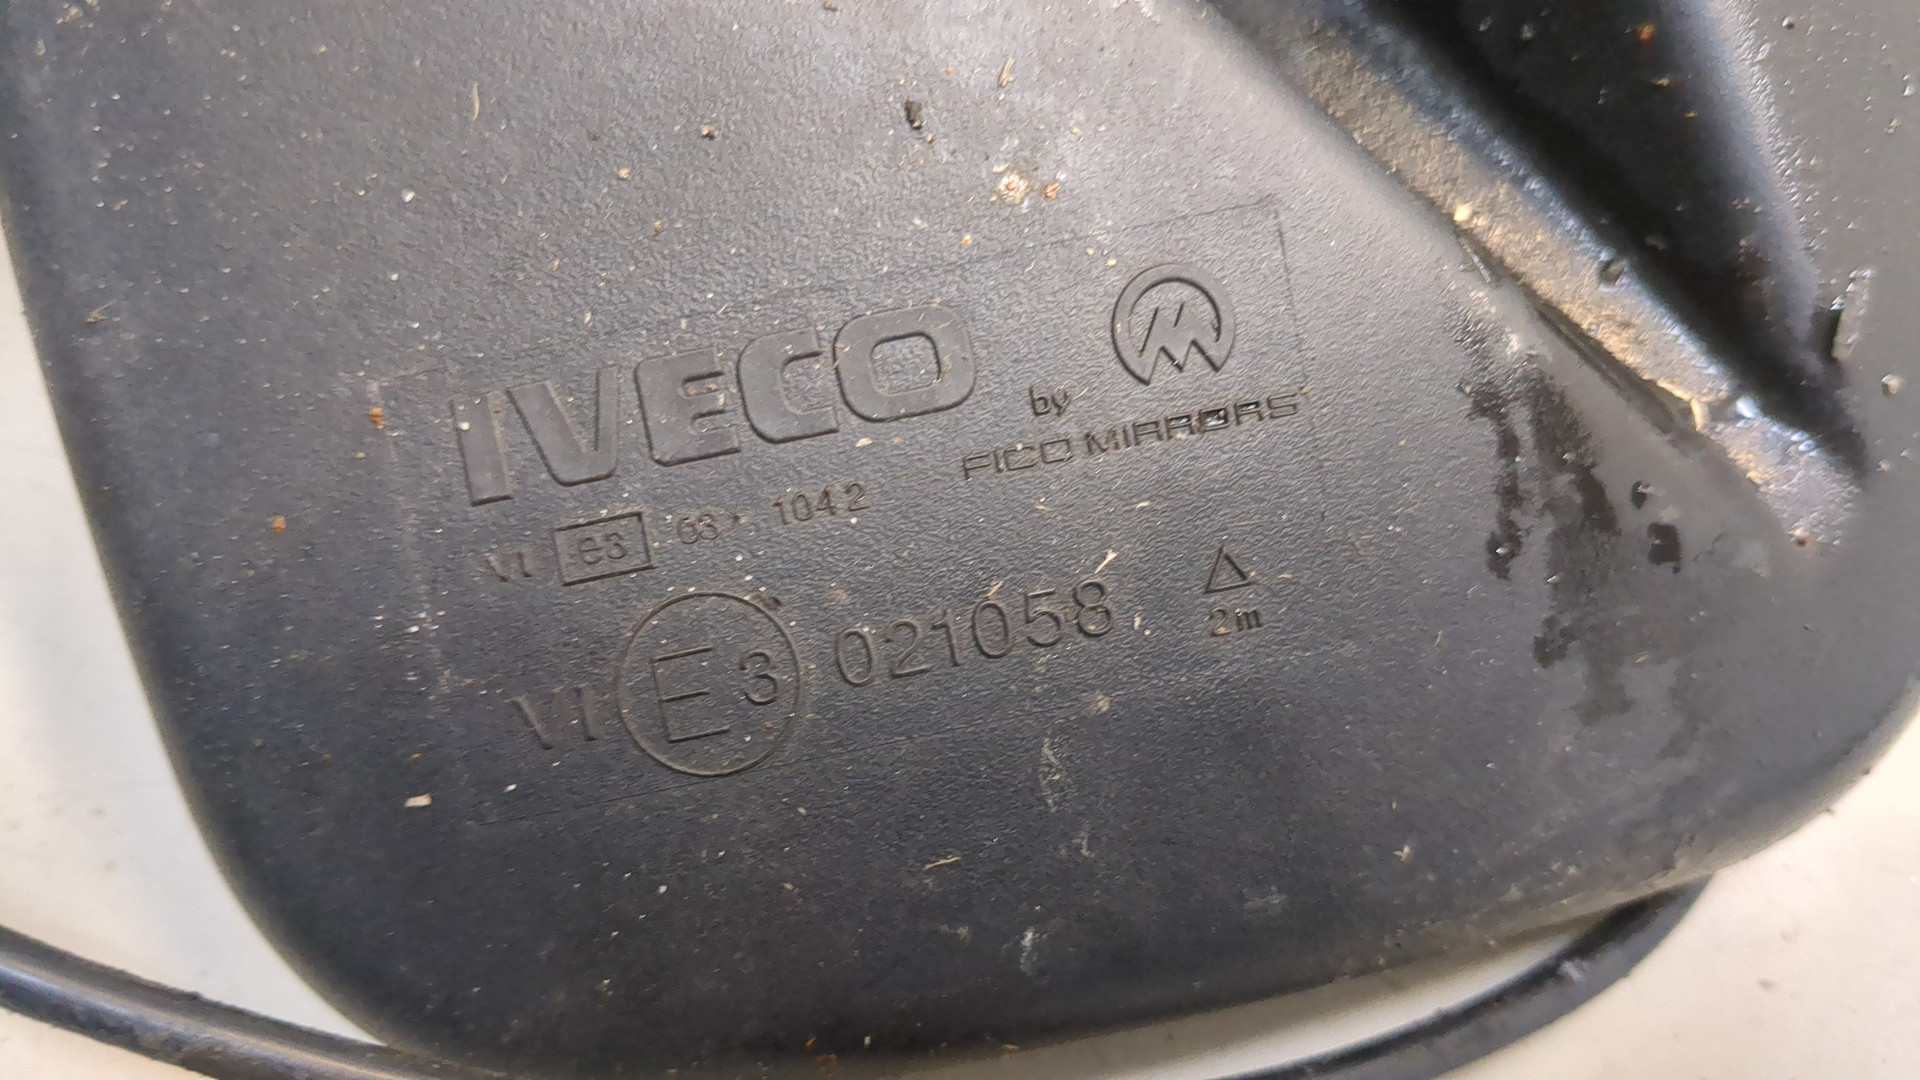 IVECO by
FICO MIRRORS
VI e3 03* 1042
VI E3 021058 △
2m